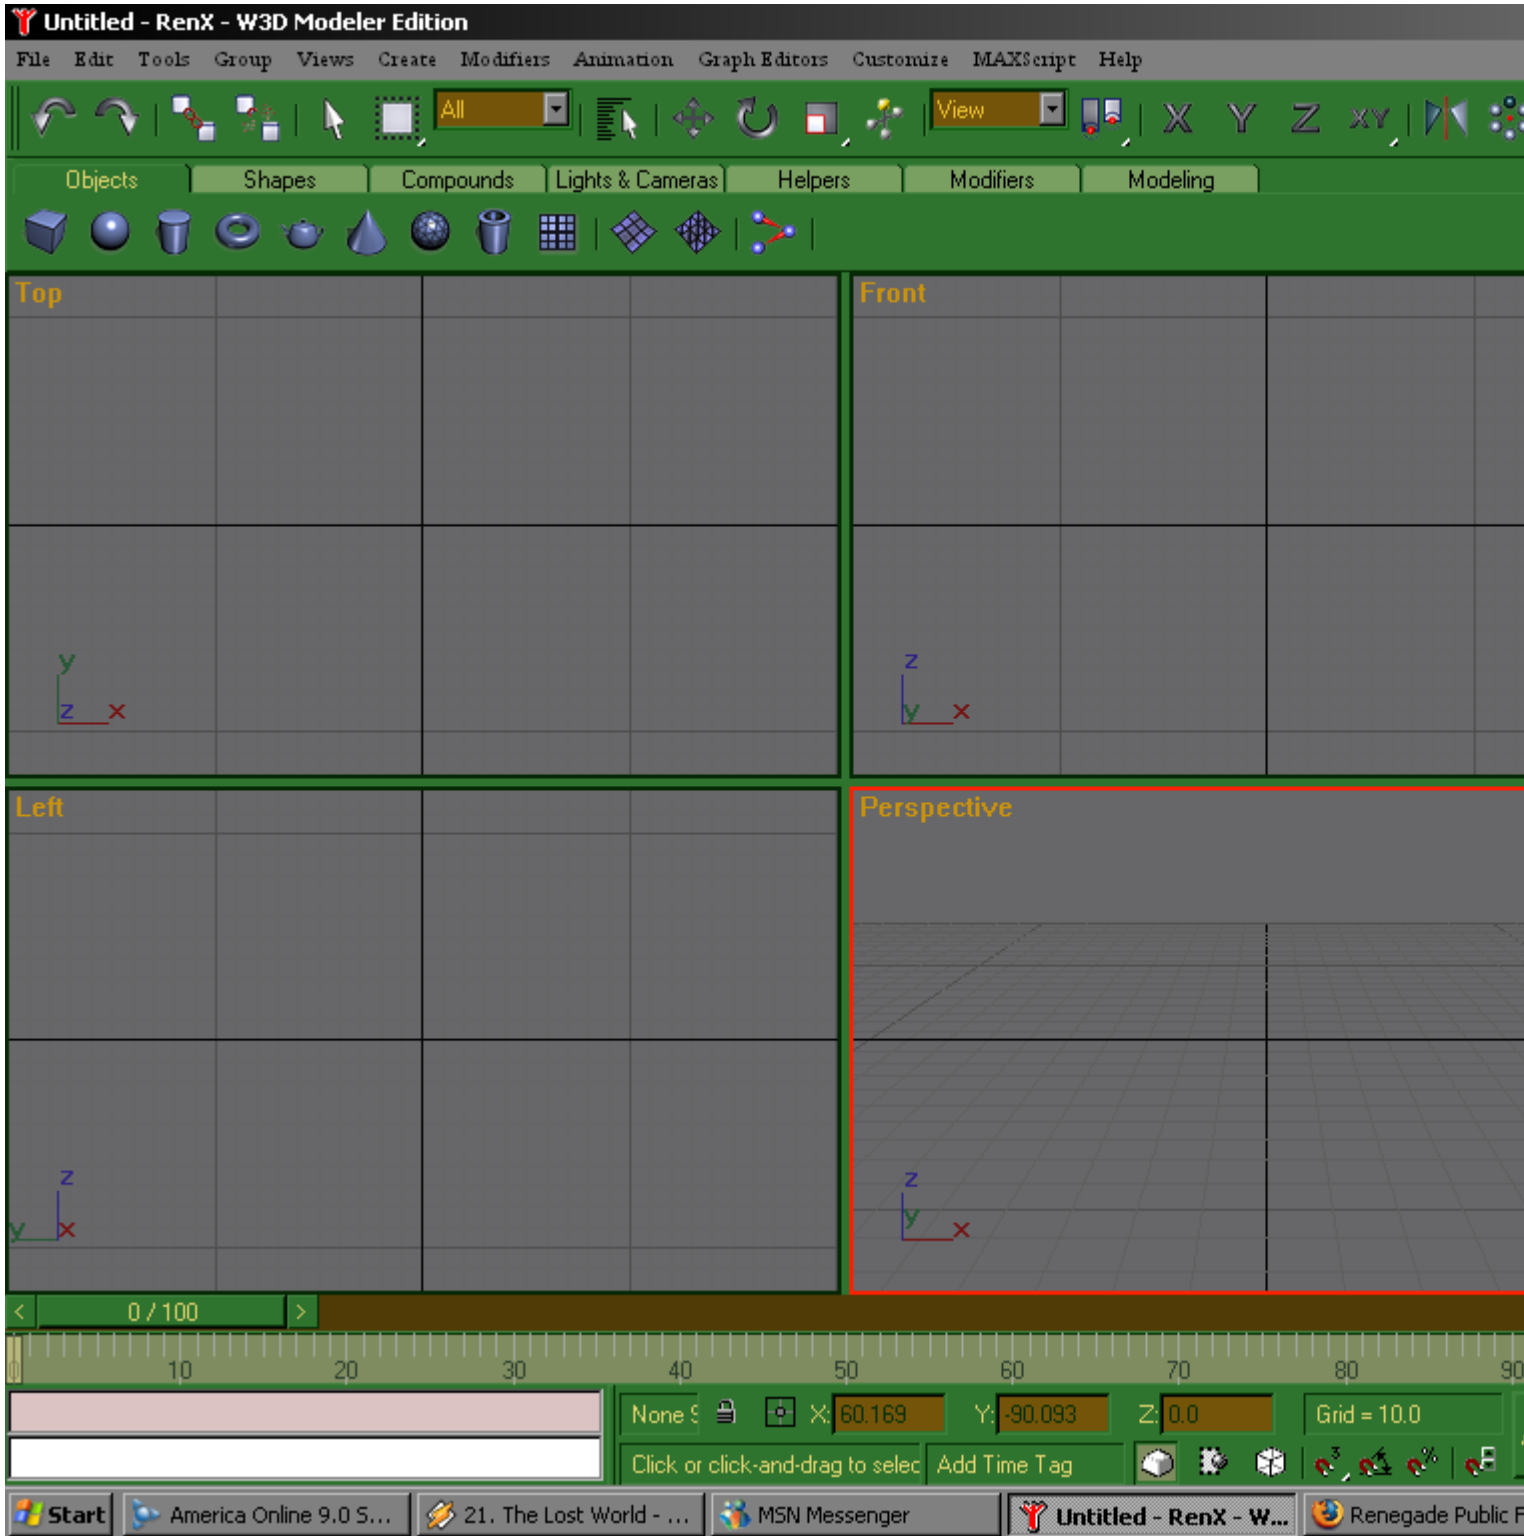 Untitled - RenX - W3D Modeler Edition
File Edit Tools Group Views Create Modifiers Animation Graph Editors Customize MAXScript Help
All View X Y Z XY
Objects Shapes Compounds Lights & Cameras Helpers Modifiers Modeling
Top
y
z x
Front
z
y x
Left
z
y x
Perspective
z
y x
< 0 / 100 >
0 10 20 30 40 50 60 70 80 90
None S X: 60.169 Y: -90.093 Z: 0.0 Grid = 10.0
Click or click-and-drag to selec Add Time Tag 3 %
Start America Online 9.0 S... 21. The Lost World - ... MSN Messenger Untitled - RenX - W... Renegade Public F